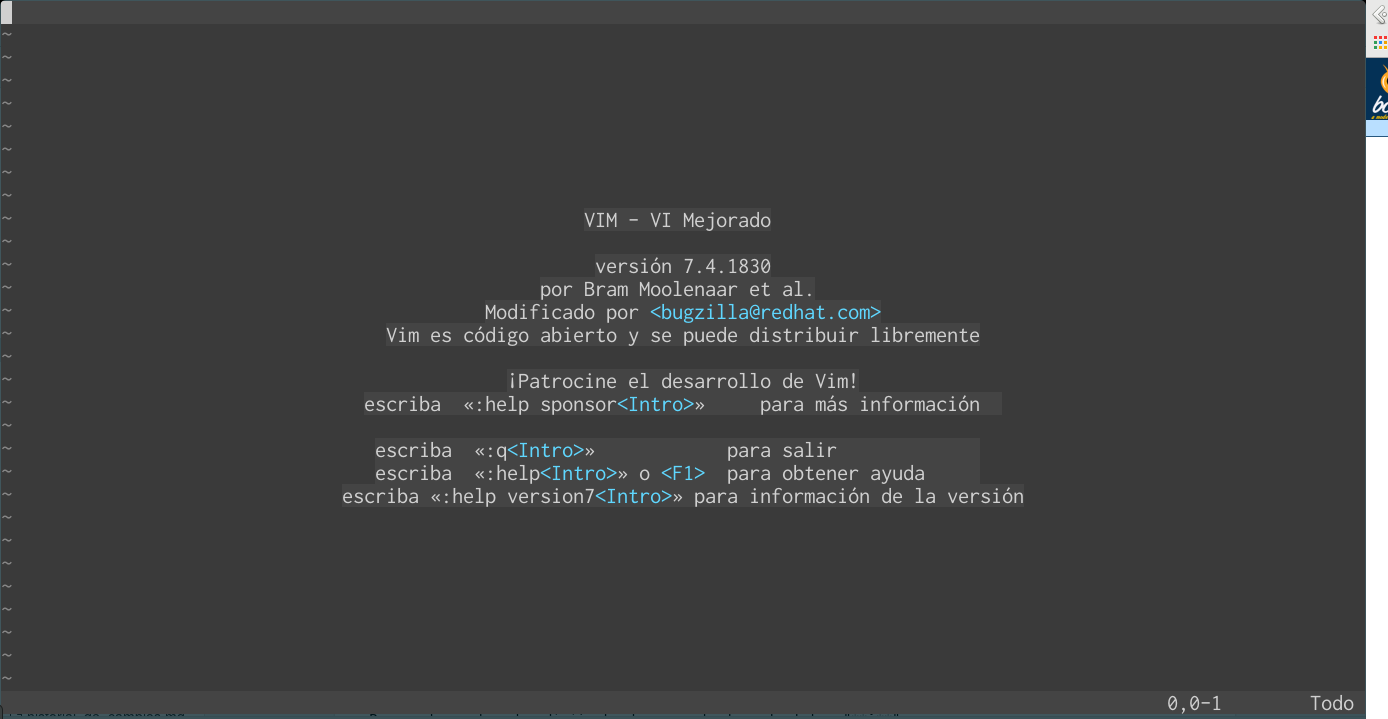 ~
~
~
~
~
~
~
~
~ VIM - VI Mejorado
~
~ versión 7.4.1830
~ por Bram Moolenaar et al.
~ Modificado por <bugzilla@redhat.com>
~ Vim es código abierto y se puede distribuir libremente
~
~ ¡Patrocine el desarrollo de Vim!
~ escriba «:help sponsor<Intro>» para más información
~
~ escriba «:q<Intro>» para salir
~ escriba «:help<Intro>» o <F1> para obtener ayuda
~ escriba «:help version7<Intro>» para información de la versión
~
~
~
~
~
~
~
~
0,0-1 Todo